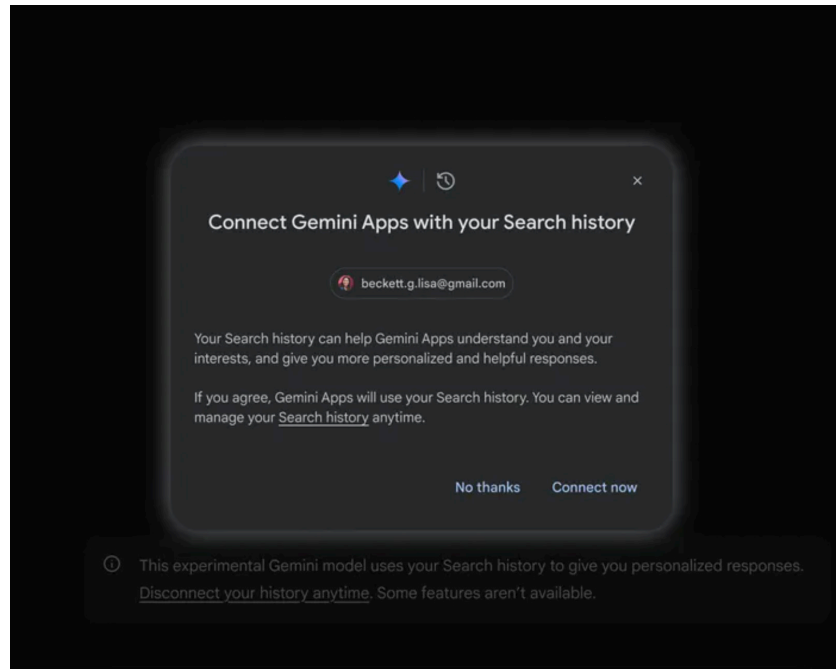 Connect Gemini Apps with your Search history
beckett.g.lisa@gmail.com
Your Search history can help Gemini Apps understand you and your
interests, and give you more personalized and helpful responses.
If you agree, Gemini Apps will use your Search history. You can view and
manage your Search history anytime.
No thanks Connect now
This experimental Gemini model uses your Search history to give you personalized responses.
Disconnect your history anytime. Some features aren't available.